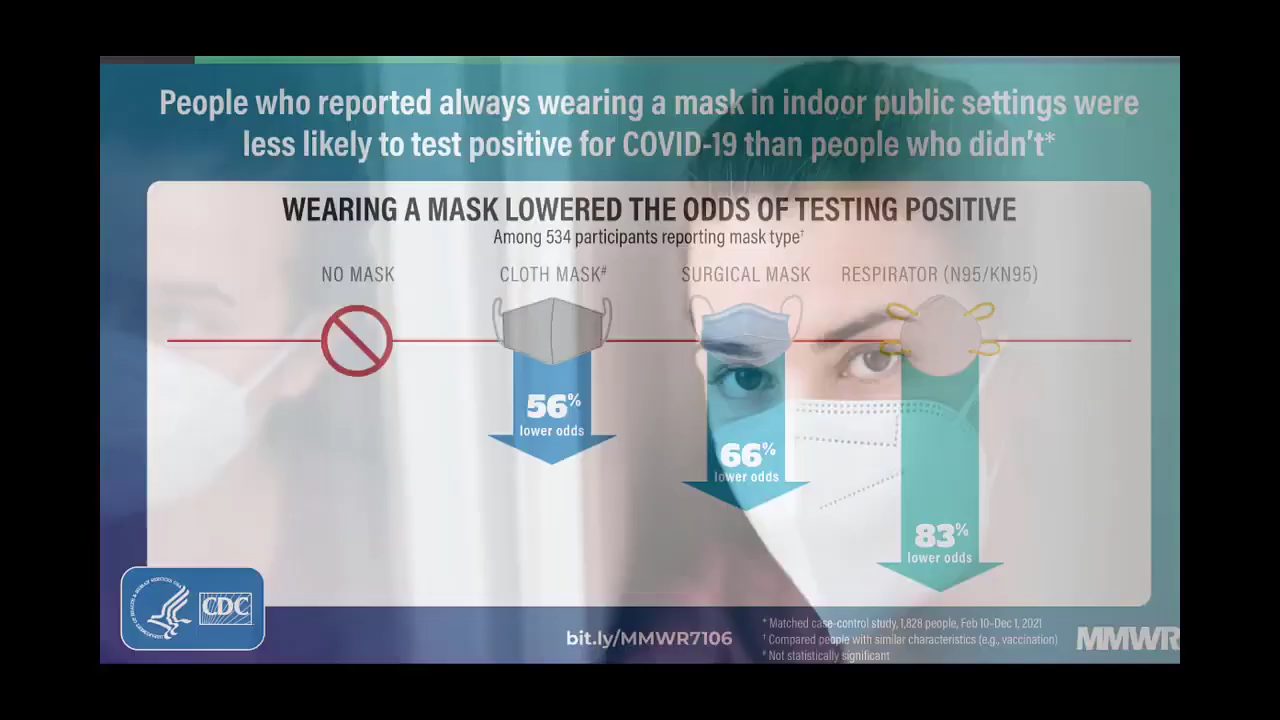 People who reported always wearing a mask in indoor public settings were
less likely to test positive for COVID-19 than people who didn't*
WEARING A MASK LOWERED THE ODDS OF TESTING POSITIVE
Among 534 participants reporting mask type†
NO MASK
CLOTH MASK#
SURGICAL MASK
RESPIRATOR (N95/KN95)
56%
lower odds
66%
lower odds
83%
lower odds
CDC
bit.ly/MMWR7106
* Matched case-control study, 1,828 people, Feb 10–Dec 1, 2021
† Compared people with similar characteristics (e.g., vaccination)
# Not statistically significant
MMWR